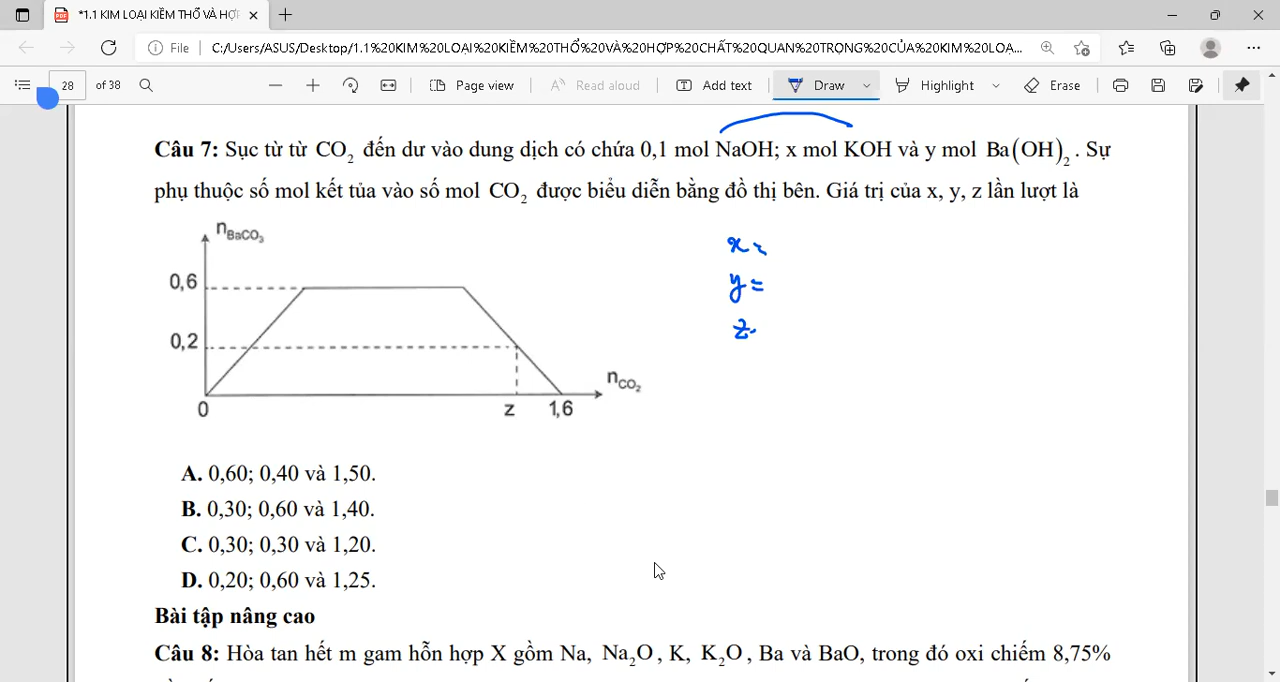 *1.1 KIM LOẠI KIỀM THỔ VÀ HỢP
File C:/Users/ASUS/Desktop/1.1%20KIM%20LOẠI%20KIỀM%20THỔ%20VÀ%20HỢP%20CHẤT%20QUAN%20TRỌNG%20CỦA%20KIM%20LOẠ...
28 of 38 Page view Read aloud Add text Draw Highlight Erase
Câu 7: Sục từ từ CO₂ đến dư vào dung dịch có chứa 0,1 mol NaOH; x mol KOH và y mol Ba(OH)₂. Sự
phụ thuộc số mol kết tủa vào số mol CO₂ được biểu diễn bằng đồ thị bên. Giá trị của x, y, z lần lượt là
nBaCO₃
x =
0,6
y =
z
0,2
nCO₂
0 z 1,6
A. 0,60; 0,40 và 1,50.
B. 0,30; 0,60 và 1,40.
C. 0,30; 0,30 và 1,20.
D. 0,20; 0,60 và 1,25.
Bài tập nâng cao
Câu 8: Hòa tan hết m gam hỗn hợp X gồm Na, Na₂O, K, K₂O, Ba và BaO, trong đó oxi chiếm 8,75%